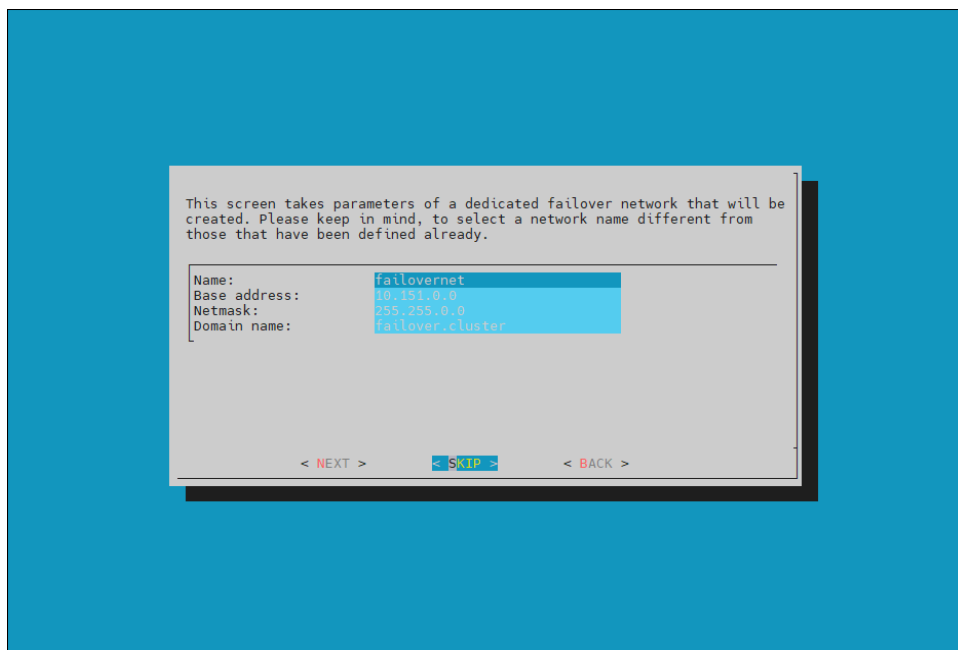 This screen takes parameters of a dedicated failover network that will be
created. Please keep in mind, to select a network name different from
those that have been defined already.
Name: failovernet
Base address: 10.151.0.0
Netmask: 255.255.0.0
Domain name: failover.cluster
< NEXT > < SKIP > < BACK >